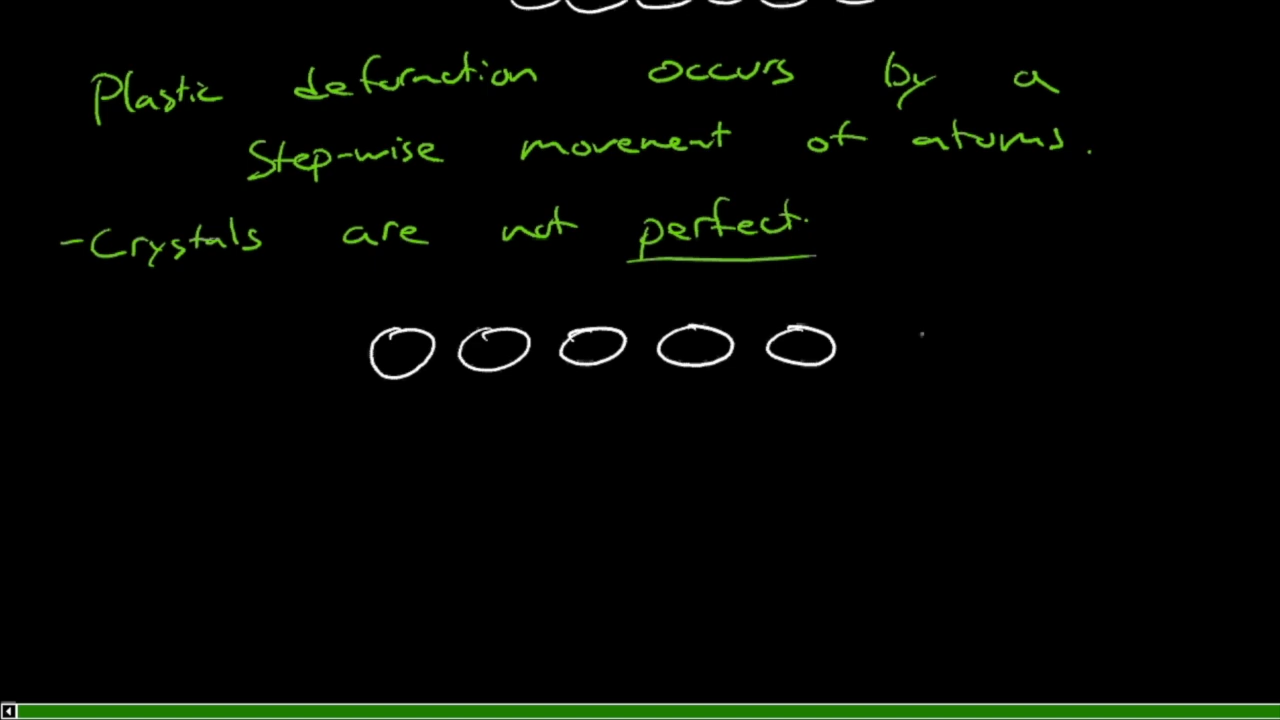 Plastic deformation occurs by a
Step-wise movement of atoms.
-Crystals are not perfect.